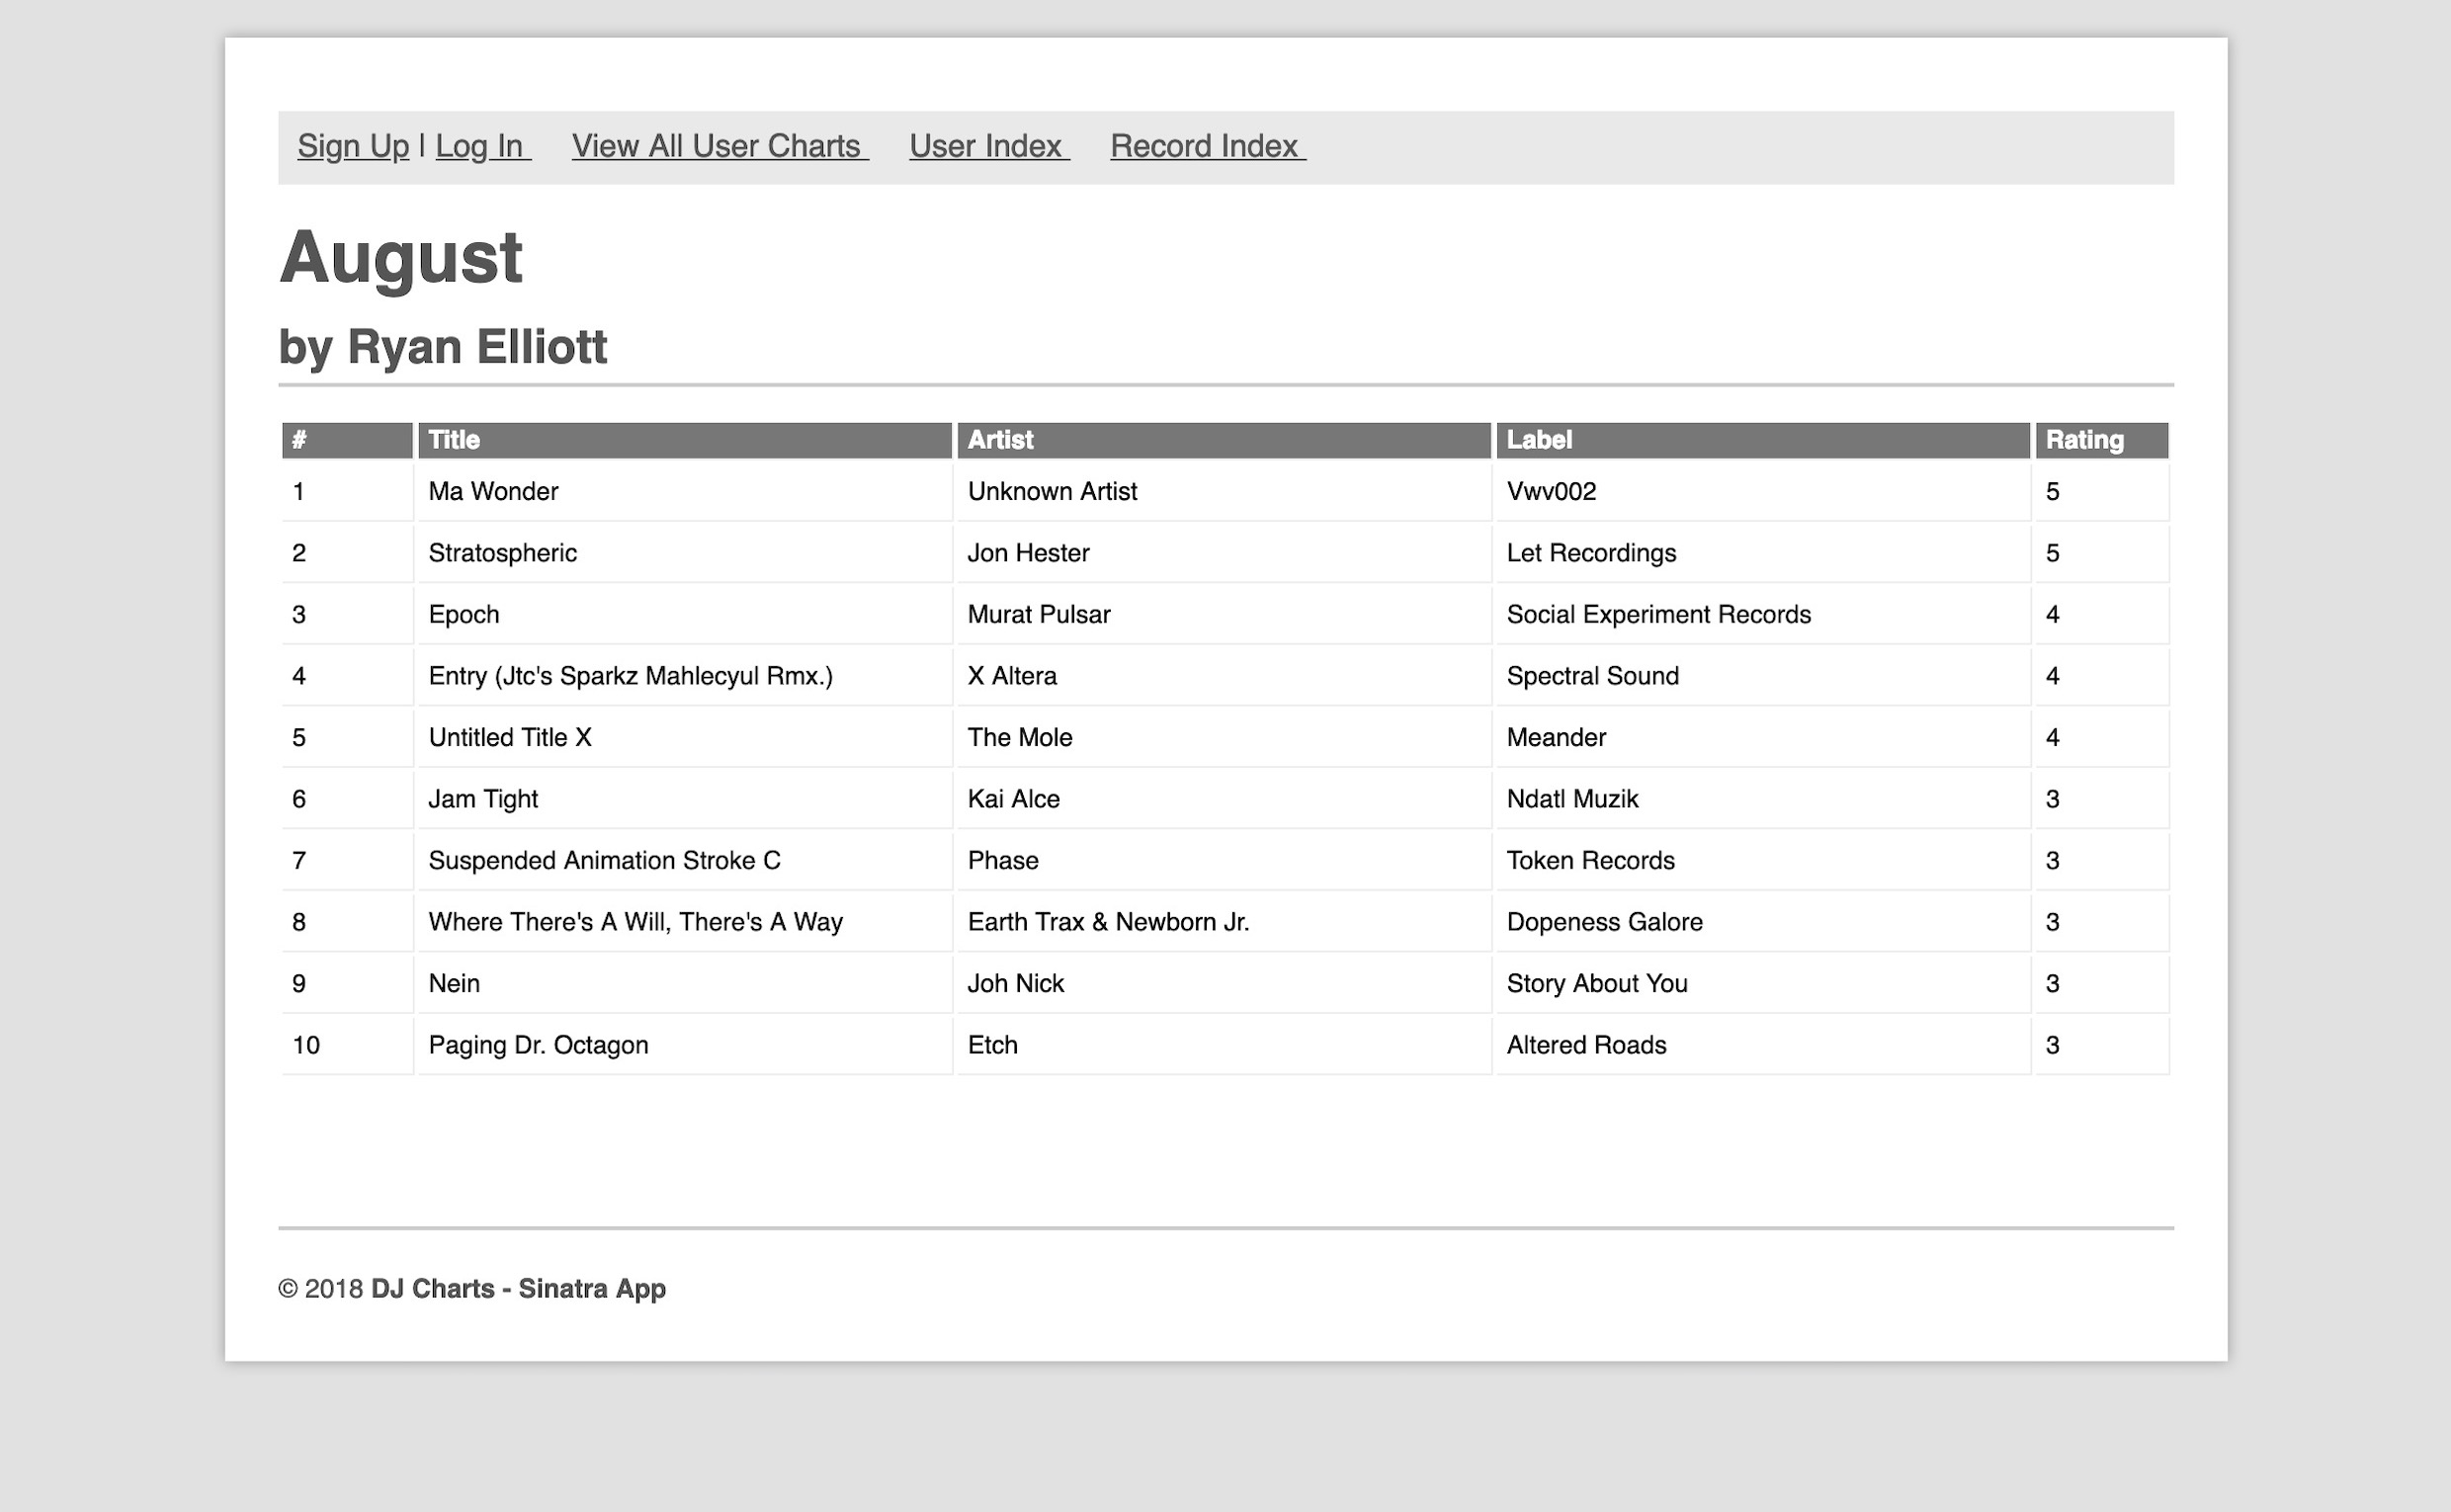 Sign Up | Log In View All User Charts User Index Record Index
August
by Ryan Elliott
# Title Artist Label Rating
1 Ma Wonder Unknown Artist Vwv002 5
2 Stratospheric Jon Hester Let Recordings 5
3 Epoch Murat Pulsar Social Experiment Records 4
4 Entry (Jtc's Sparkz Mahlecyul Rmx.) X Altera Spectral Sound 4
5 Untitled Title X The Mole Meander 4
6 Jam Tight Kai Alce Ndatl Muzik 3
7 Suspended Animation Stroke C Phase Token Records 3
8 Where There's A Will, There's A Way Earth Trax & Newborn Jr. Dopeness Galore 3
9 Nein Joh Nick Story About You 3
10 Paging Dr. Octagon Etch Altered Roads 3
© 2018 DJ Charts - Sinatra App